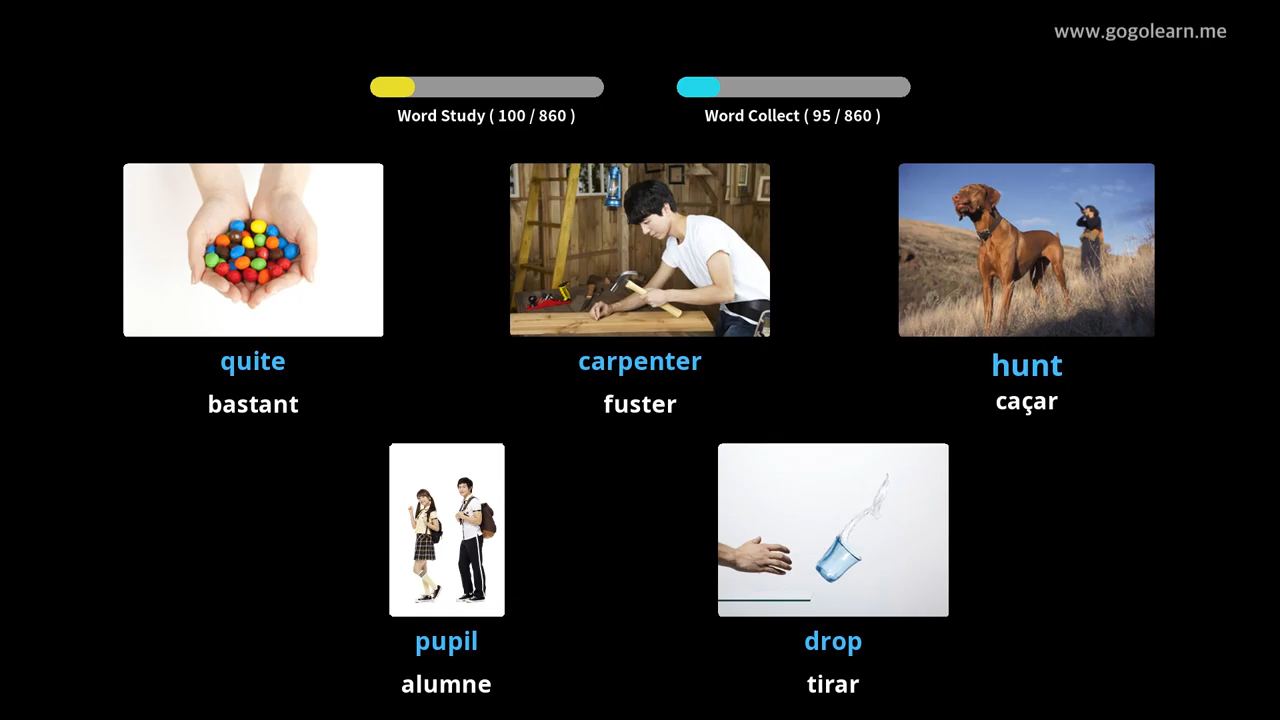 www.gogolearn.me
Word Study ( 100 / 860 )
Word Collect ( 95 / 860 )
quite
bastant
carpenter
fuster
hunt
caçar
pupil
alumne
drop
tirar